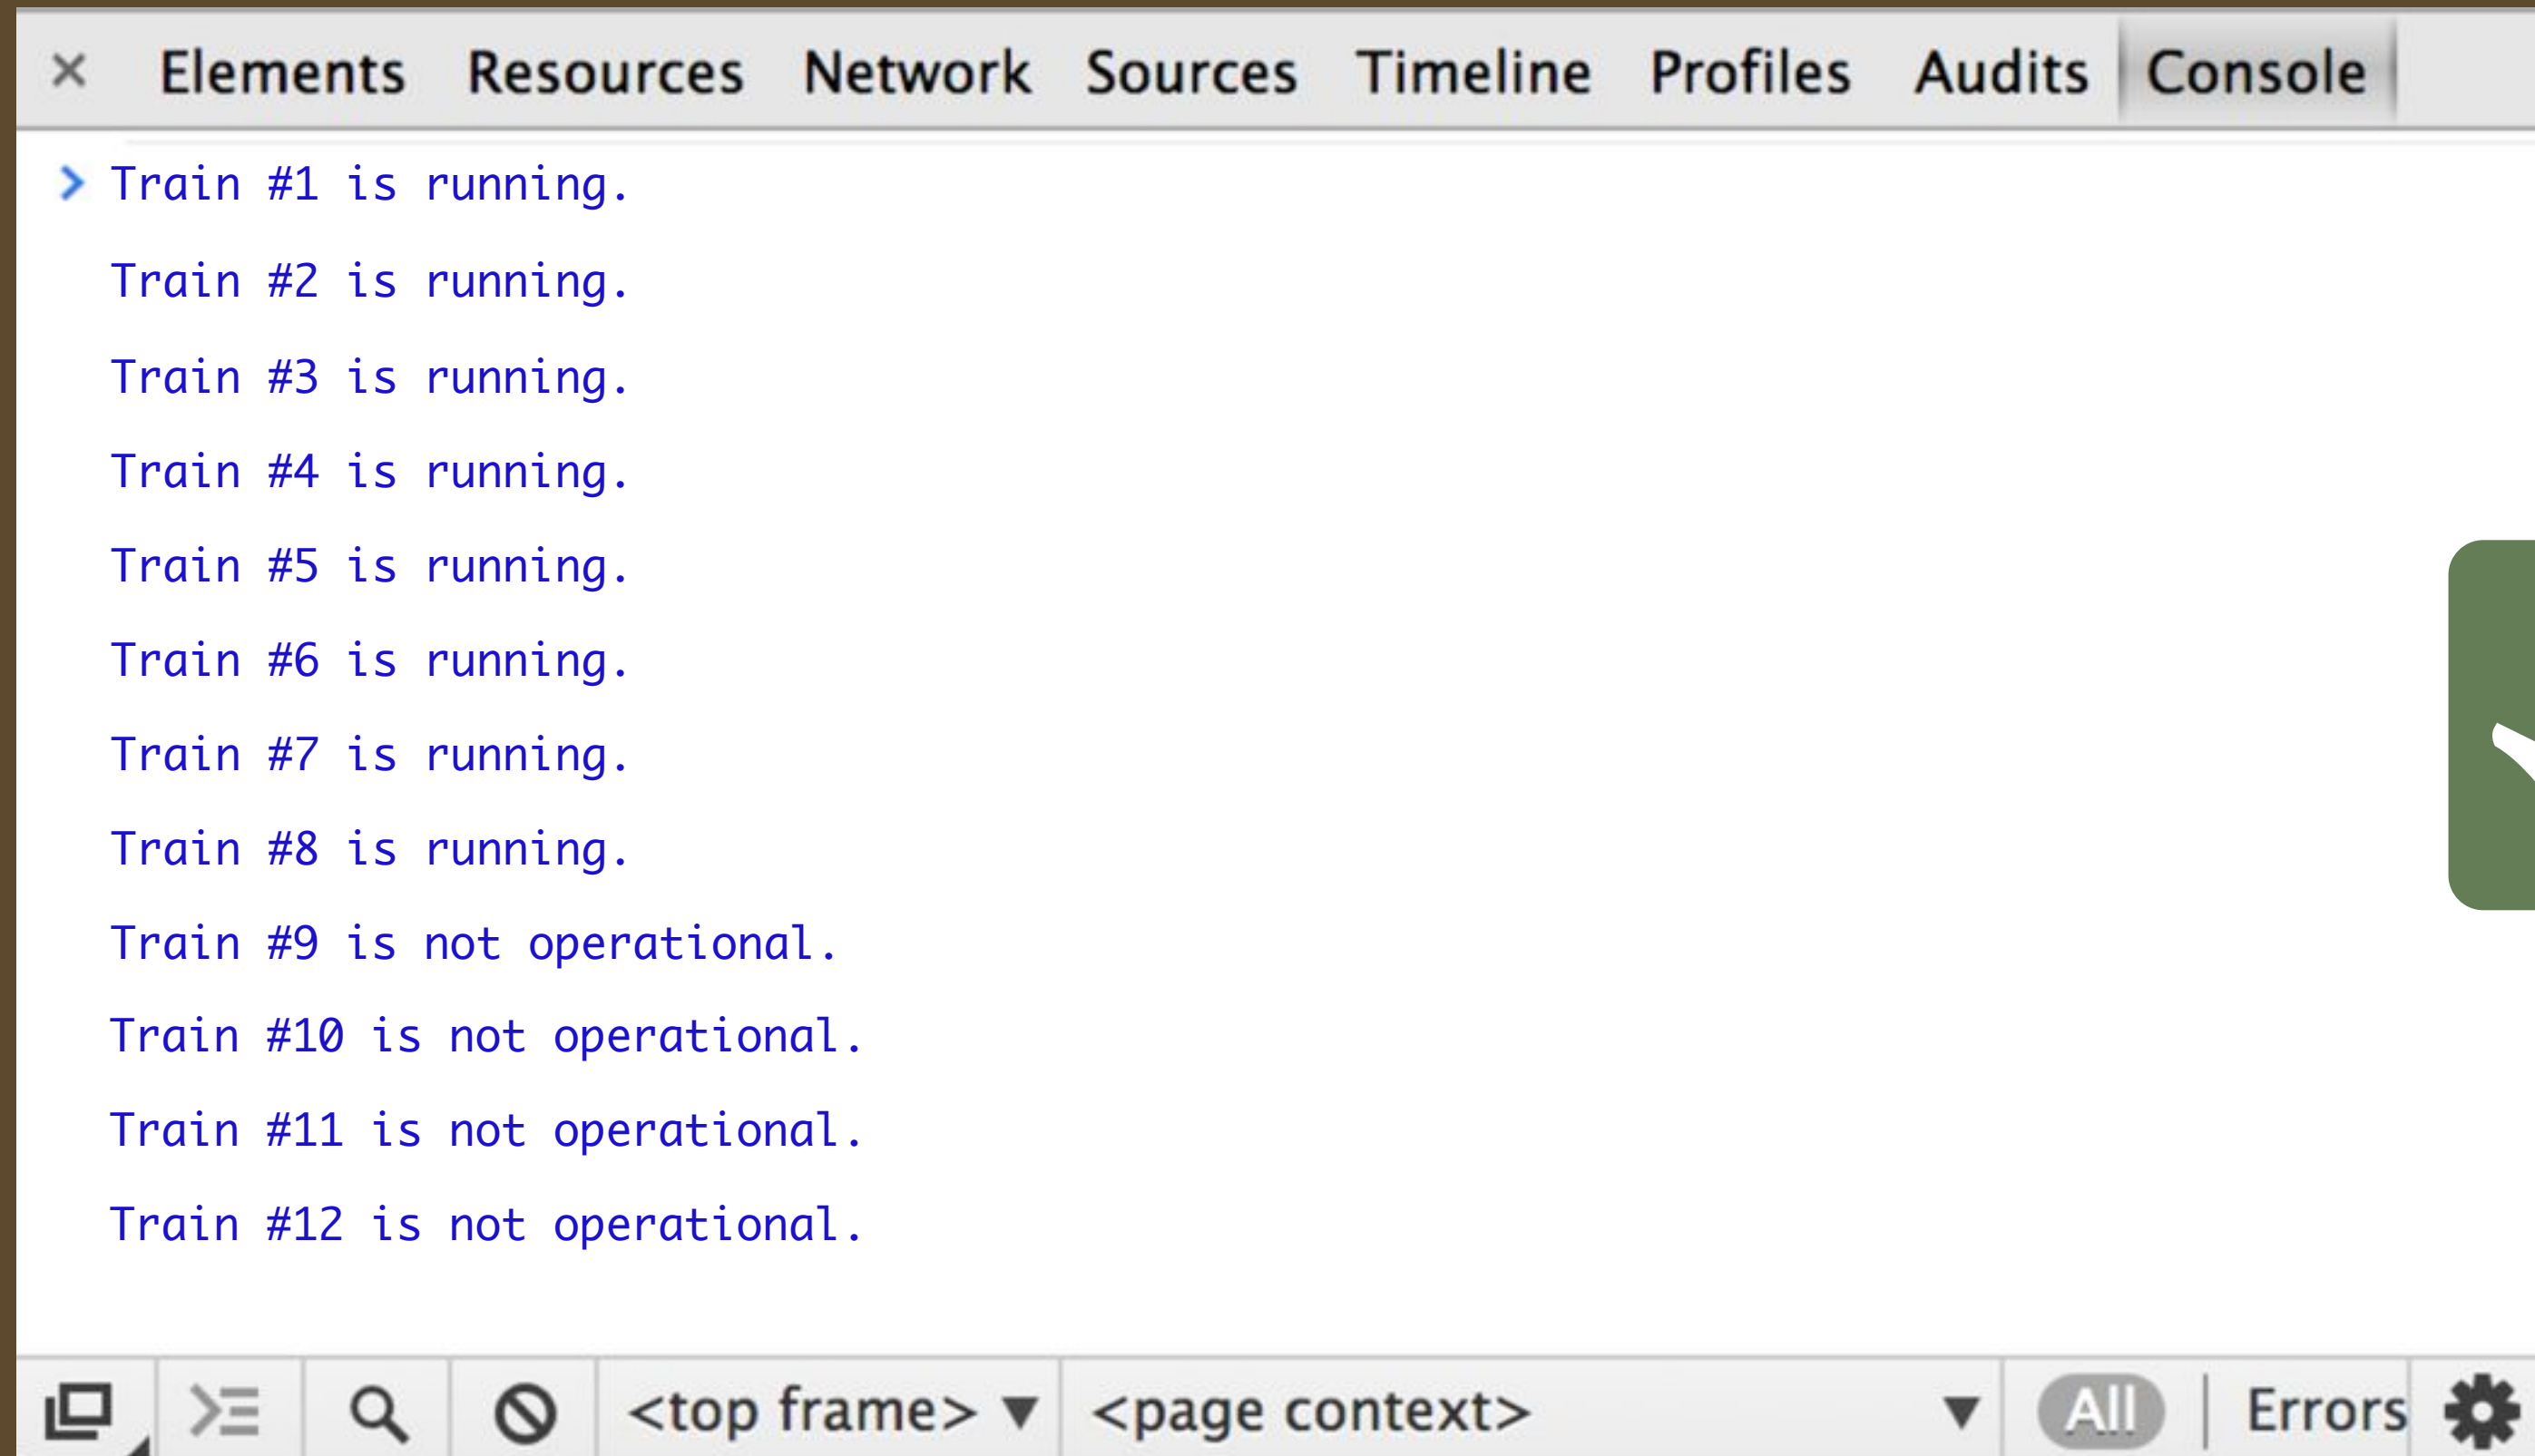 × Elements Resources Network Sources Timeline Profiles Audits Console
> Train #1 is running.
Train #2 is running.
Train #3 is running.
Train #4 is running.
Train #5 is running.
Train #6 is running.
Train #7 is running.
Train #8 is running.
Train #9 is not operational.
Train #10 is not operational.
Train #11 is not operational.
Train #12 is not operational.
<top frame> ▼ <page context> ▼ All | Errors